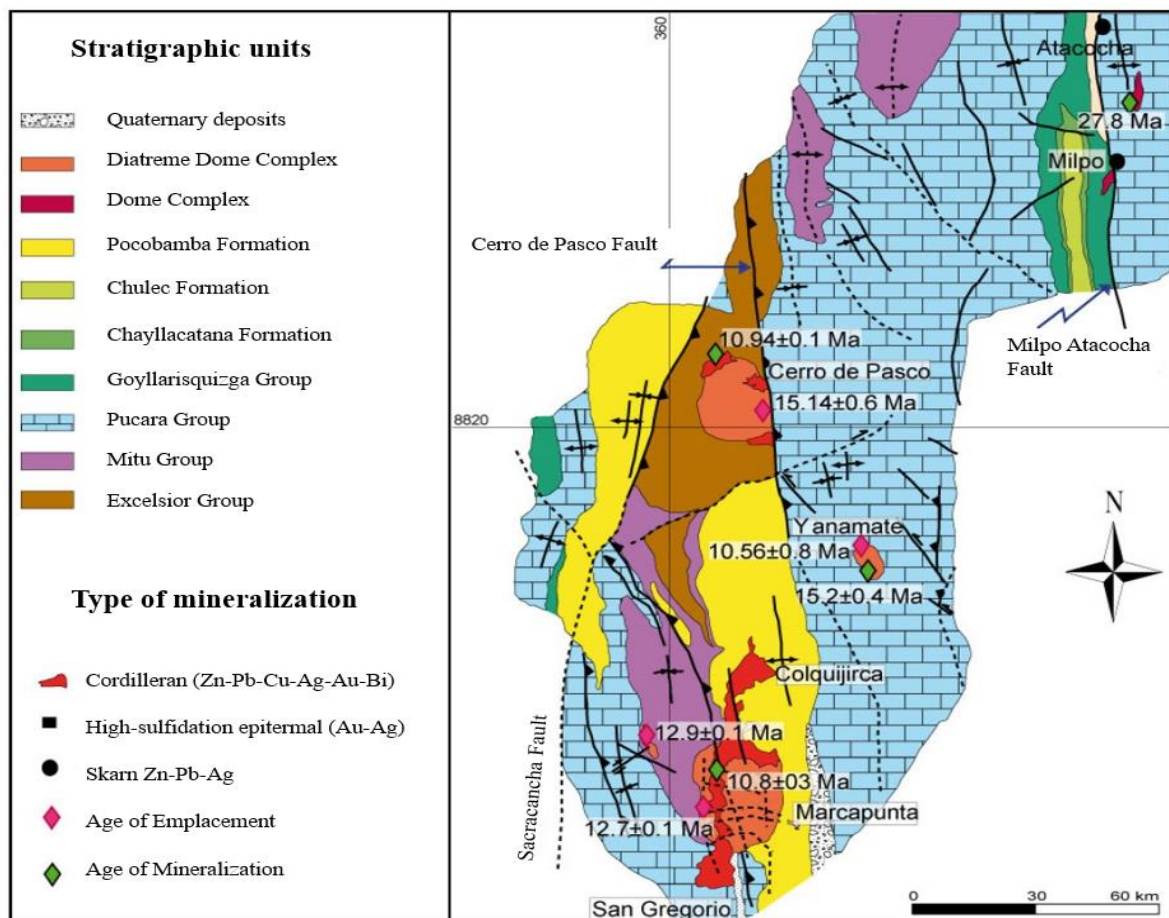 Stratigraphic units
Quaternary deposits
Diatreme Dome Complex
Dome Complex
Pocobamba Formation
Chulec Formation
Chayllacatana Formation
Goyllarisquizga Group
Pucara Group
Mitu Group
Excelsior Group
Type of mineralization
Cordilleran (Zn-Pb-Cu-Ag-Au-Bi)
High-sulfidation epitermal (Au-Ag)
Skarn Zn-Pb-Ag
Age of Emplacement
Age of Mineralization
360
Atacocha
27.8 Ma
Milpo
Cerro de Pasco Fault
Milpo Atacocha
Fault
10.94±0.1 Ma
Cerro de Pasco
15.14±0.6 Ma
8820
N
Yanamate
10.56±0.8 Ma
15.2±0.4 Ma
Colquijirca
Sacracancha Fault
12.9±0.1 Ma
10.8±03 Ma
Marcapunta
12.7±0.1 Ma
San Gregorio
0 30 60 km